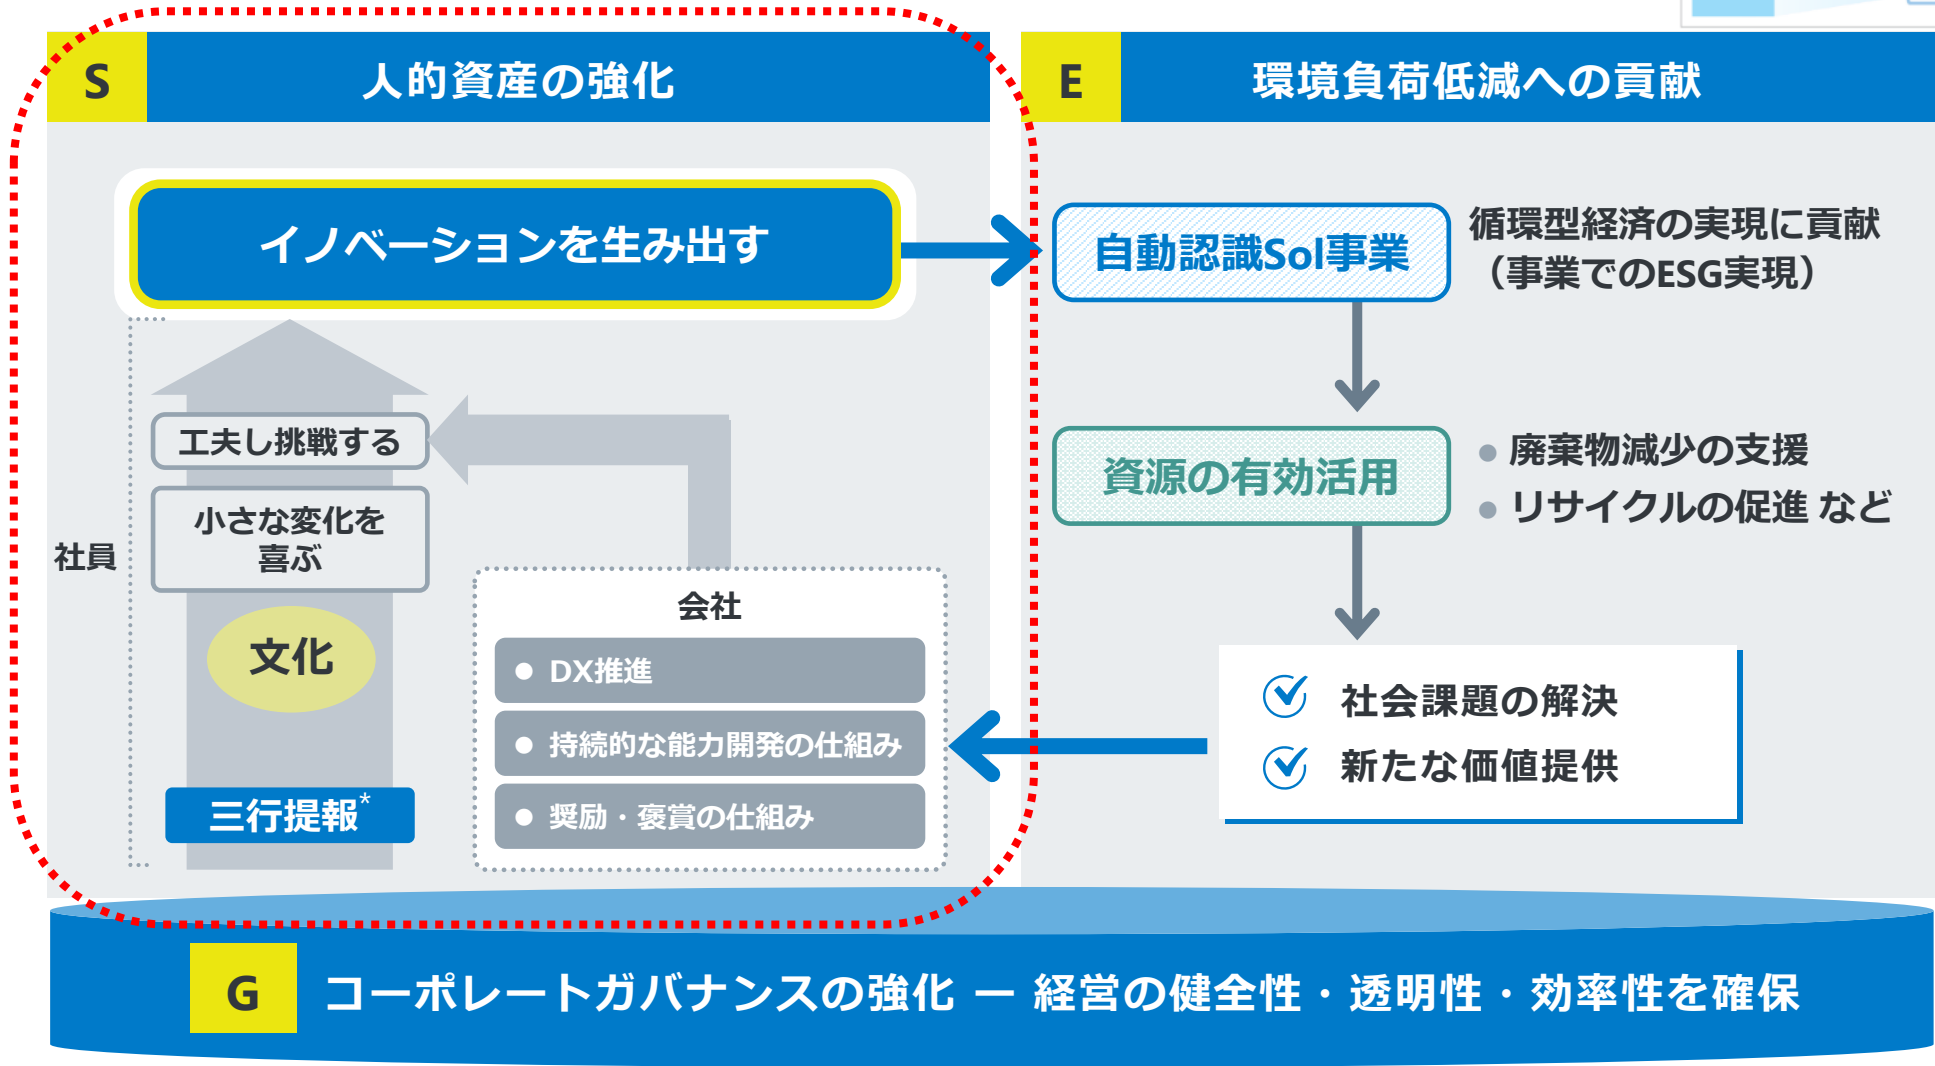 S
人的資産の強化
イノベーションを生み出す
工夫し挑戦する
小さな変化を
喜ぶ
社員
文化
三行提報*
会社
● DX推進
● 持続的な能力開発の仕組み
● 奨励・褒賞の仕組み
E
環境負荷低減への貢献
自動認識Sol事業
循環型経済の実現に貢献
（事業でのESG実現）
資源の有効活用
● 廃棄物減少の支援
● リサイクルの促進 など
社会課題の解決
新たな価値提供
G
コーポレートガバナンスの強化 ー 経営の健全性・透明性・効率性を確保